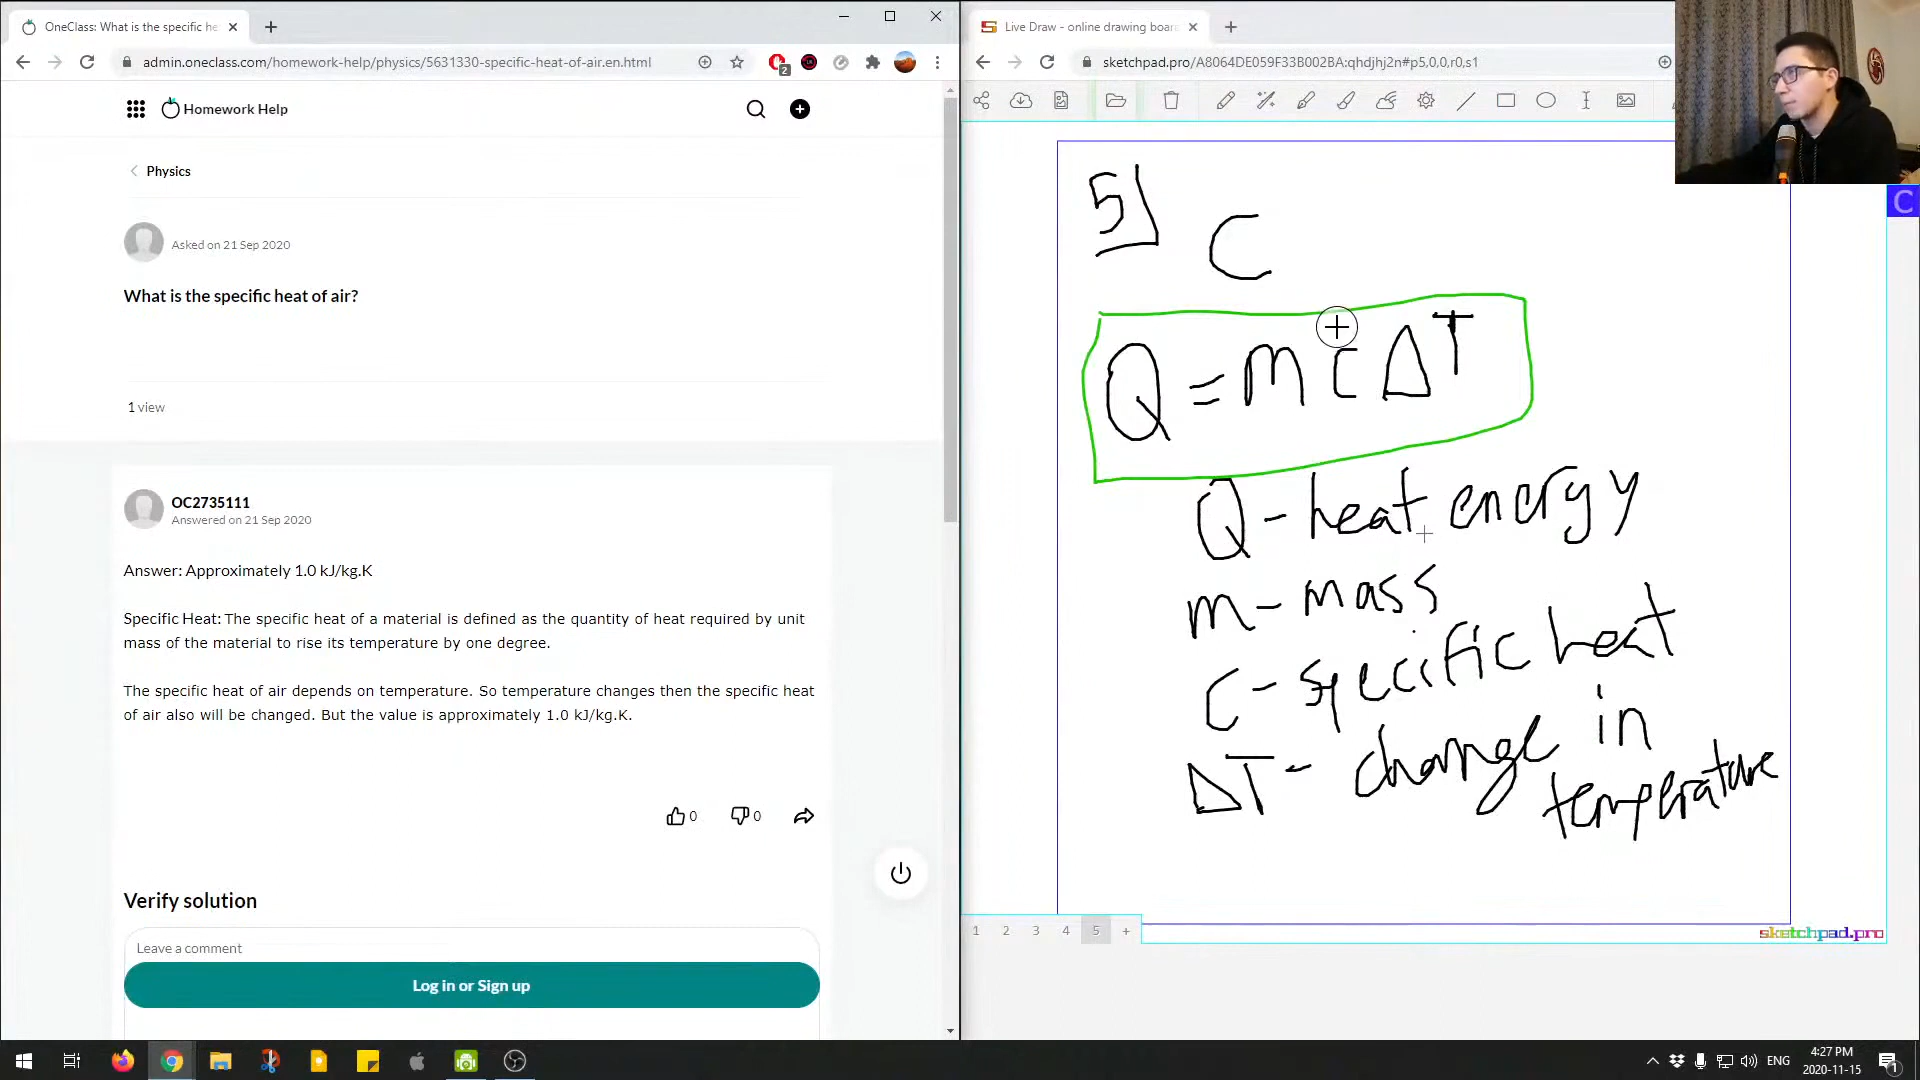 OneClass: What is the specific he
admin.oneclass.com/homework-help/physics/5631330-specific-heat-of-air.en.html
2
Homework Help
Physics
Asked on 21 Sep 2020
What is the specific heat of air?
1 view
OC2735111
Answered on 21 Sep 2020
Answer: Approximately 1.0 kJ/kg.K
Specific Heat: The specific heat of a material is defined as the quantity of heat required by unit
mass of the material to rise its temperature by one degree.
The specific heat of air depends on temperature. So temperature changes then the specific heat
of air also will be changed. But the value is approximately 1.0 kJ/kg.K.
0
0
Verify solution
Leave a comment
Log in or Sign up
Live Draw - online drawing boar
sketchpad.pro/A8064DE059F33B002BA:qhdjhj2n#p5,0,0,r0,s1
C
5
C
Q = m c ΔT
Q - heat energy
m - mass
C - specific heat
ΔT - change in
temperature
1 2 3 4 5 +
sketchpad.pro
ENG
4:27 PM
2020-11-15
1